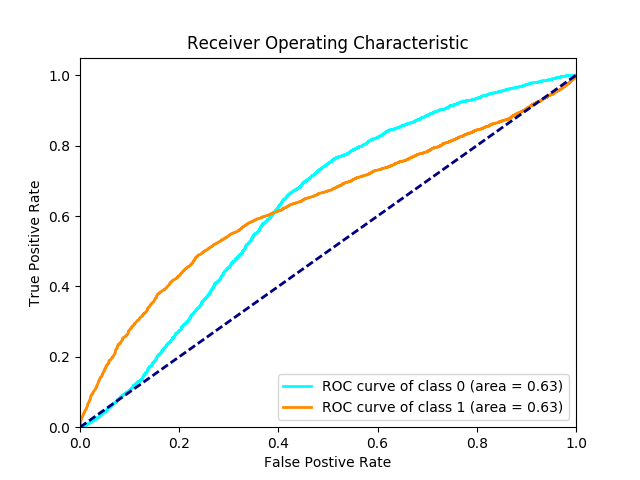 Receiver Operating Characteristic
True Positive Rate
1.0
0.8
0.6
0.4
0.2
0.0
0.0 0.2 0.4 0.6 0.8 1.0
False Postive Rate
ROC curve of class 0 (area = 0.63)
ROC curve of class 1 (area = 0.63)